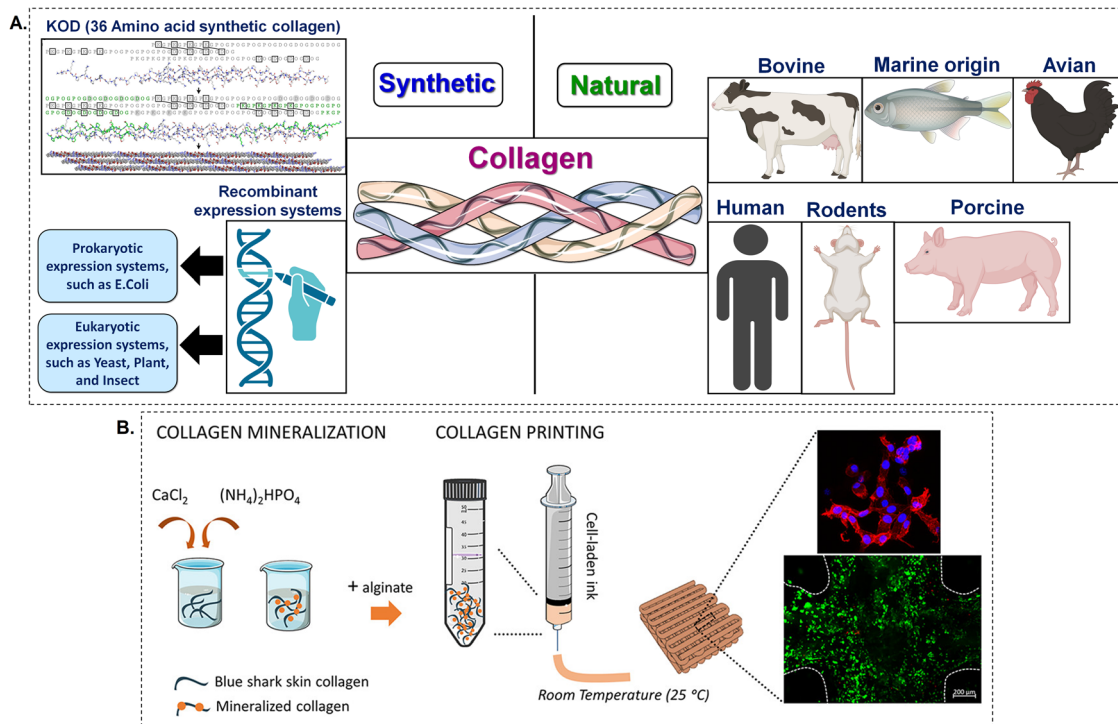 A.
KOD (36 Amino acid synthetic collagen)
Synthetic
Natural
Collagen
Bovine
Marine origin
Avian
Human
Rodents
Porcine
Recombinant
expression systems
Prokaryotic
expression systems,
such as E.Coli
Eukaryotic
expression systems,
such as Yeast, Plant,
and Insect
B.
COLLAGEN MINERALIZATION
COLLAGEN PRINTING
CaCl₂
(NH₄)₂HPO₄
+ alginate
Cell-laden ink
Blue shark skin collagen
Mineralized collagen
Room Temperature (25 °C)
200 µm